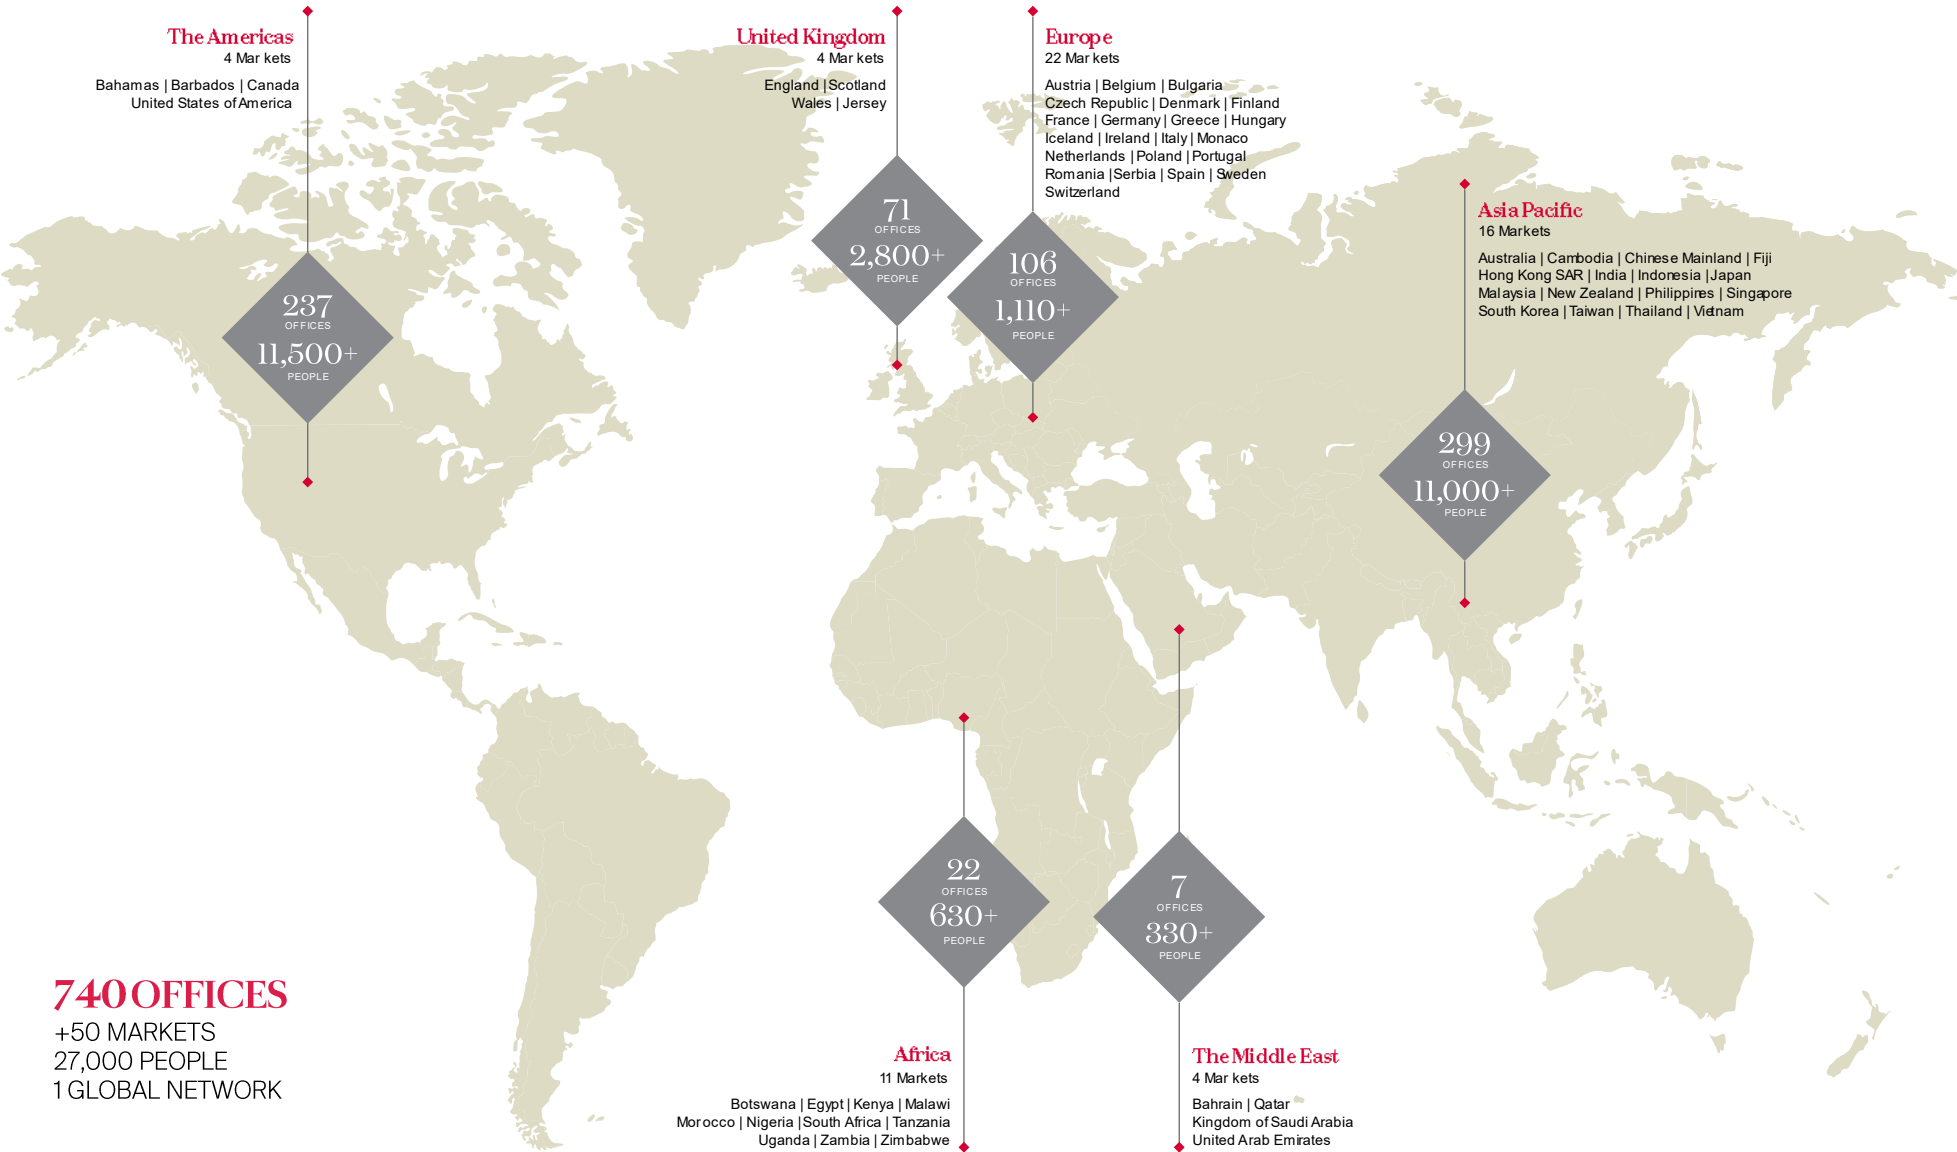 The Americas
4 Markets
Bahamas | Barbados | Canada
United States of America
237
OFFICES
11,500+
PEOPLE
United Kingdom
4 Markets
England | Scotland
Wales | Jersey
71
OFFICES
2,800+
PEOPLE
Europe
22 Markets
Austria | Belgium | Bulgaria
Czech Republic | Denmark | Finland
France | Germany | Greece | Hungary
Iceland | Ireland | Italy | Monaco
Netherlands | Poland | Portugal
Romania | Serbia | Spain | Sweden
Switzerland
106
OFFICES
1,110+
PEOPLE
Asia Pacific
16 Markets
Australia | Cambodia | Chinese Mainland | Fiji
Hong Kong SAR | India | Indonesia | Japan
Malaysia | New Zealand | Philippines | Singapore
South Korea | Taiwan | Thailand | Vietnam
299
OFFICES
11,000+
PEOPLE
22
OFFICES
630+
PEOPLE
Africa
11 Markets
Botswana | Egypt | Kenya | Malawi
Morocco | Nigeria | South Africa | Tanzania
Uganda | Zambia | Zimbabwe
7
OFFICES
330+
PEOPLE
The Middle East
4 Markets
Bahrain | Qatar
Kingdom of Saudi Arabia
United Arab Emirates
740 OFFICES
+50 MARKETS
27,000 PEOPLE
1 GLOBAL NETWORK